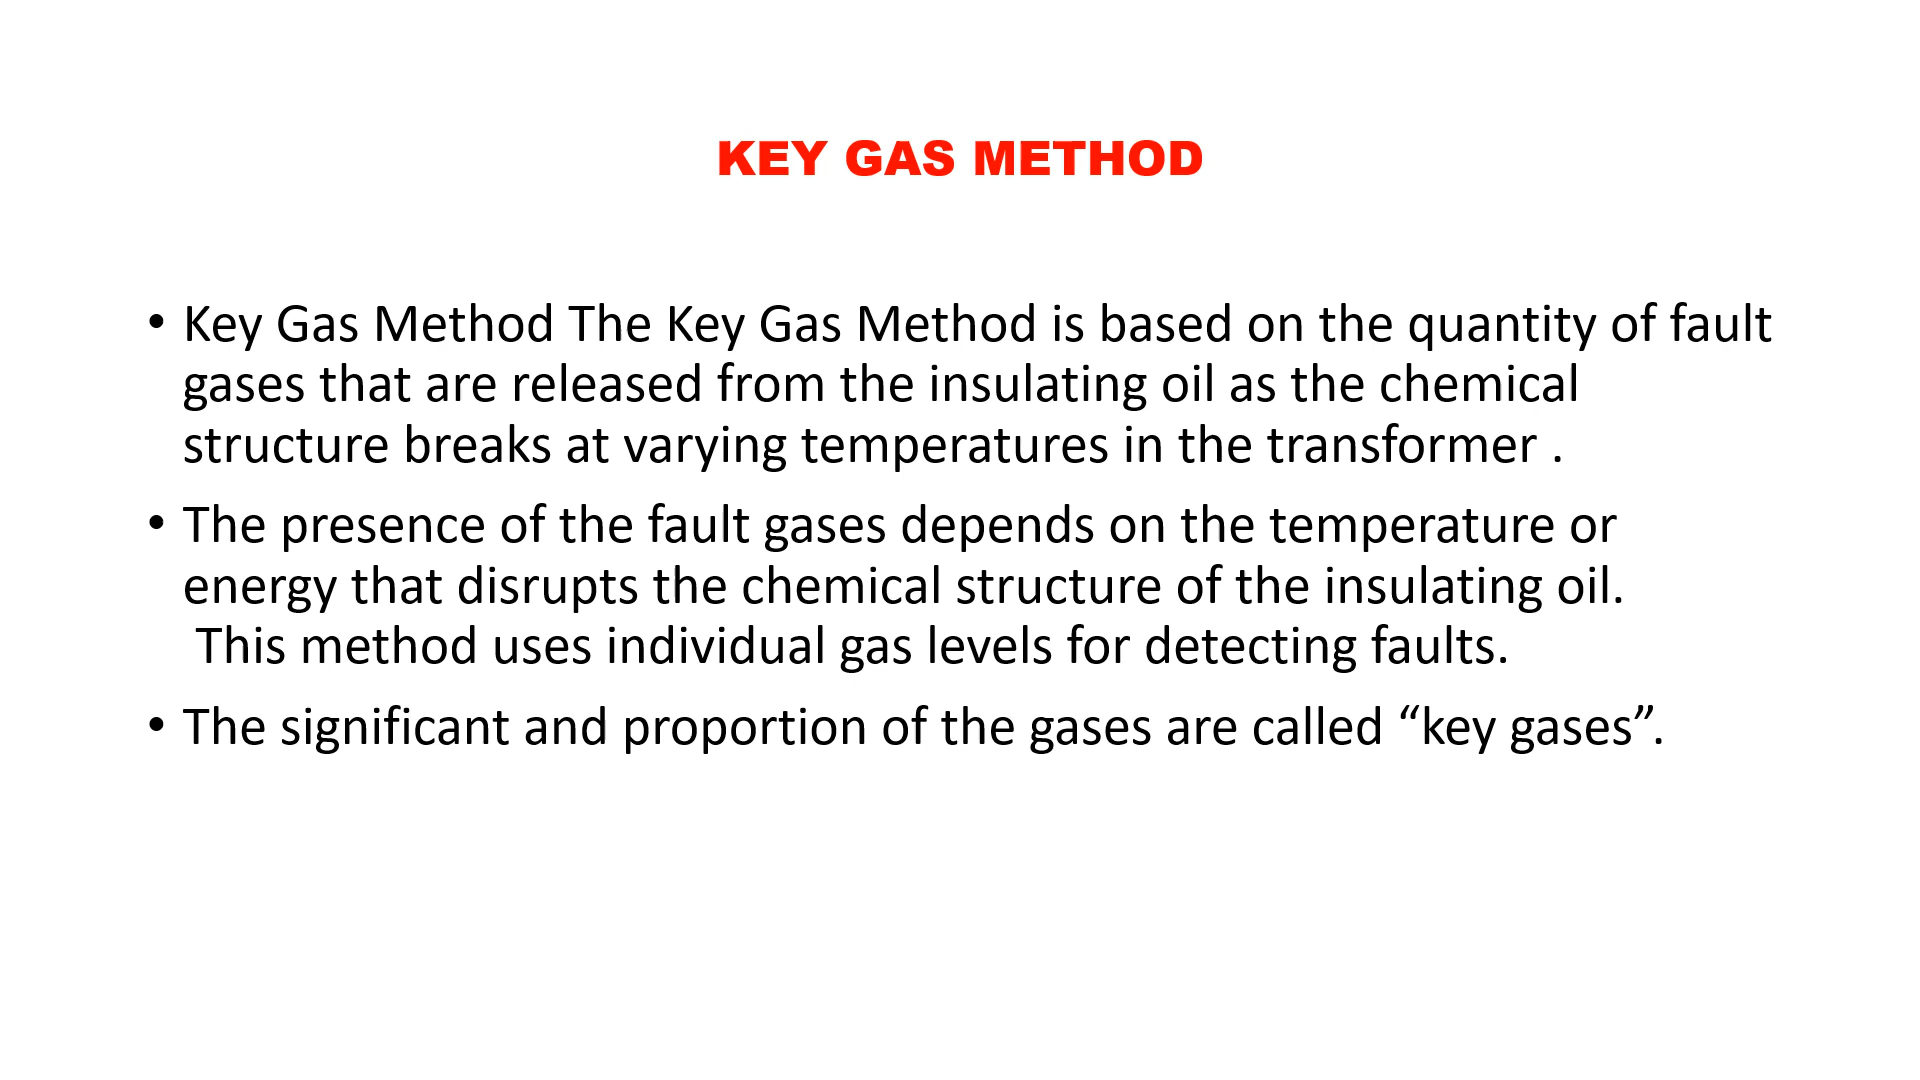 KEY GAS METHOD
• Key Gas Method The Key Gas Method is based on the quantity of fault
gases that are released from the insulating oil as the chemical
structure breaks at varying temperatures in the transformer .
• The presence of the fault gases depends on the temperature or
energy that disrupts the chemical structure of the insulating oil.
This method uses individual gas levels for detecting faults.
• The significant and proportion of the gases are called “key gases”.